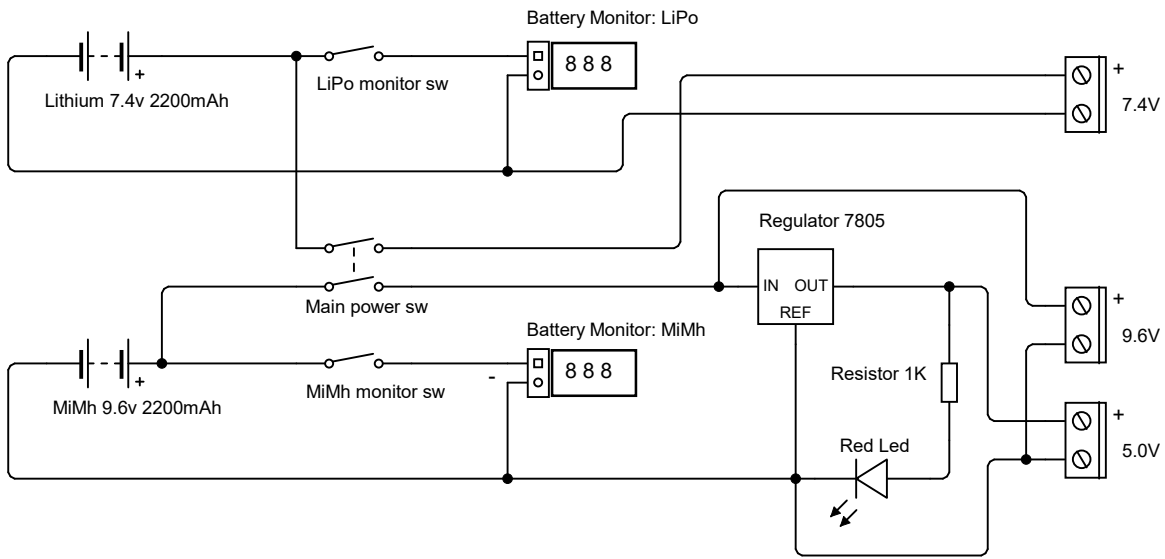 Battery Monitor: LiPo
888
+
Lithium 7.4v 2200mAh
LiPo monitor sw
+
7.4V
Regulator 7805
IN OUT
REF
Main power sw
+
9.6V
Battery Monitor: MiMh
888
-
+
MiMh 9.6v 2200mAh
MiMh monitor sw
Resistor 1K
Red Led
+
5.0V